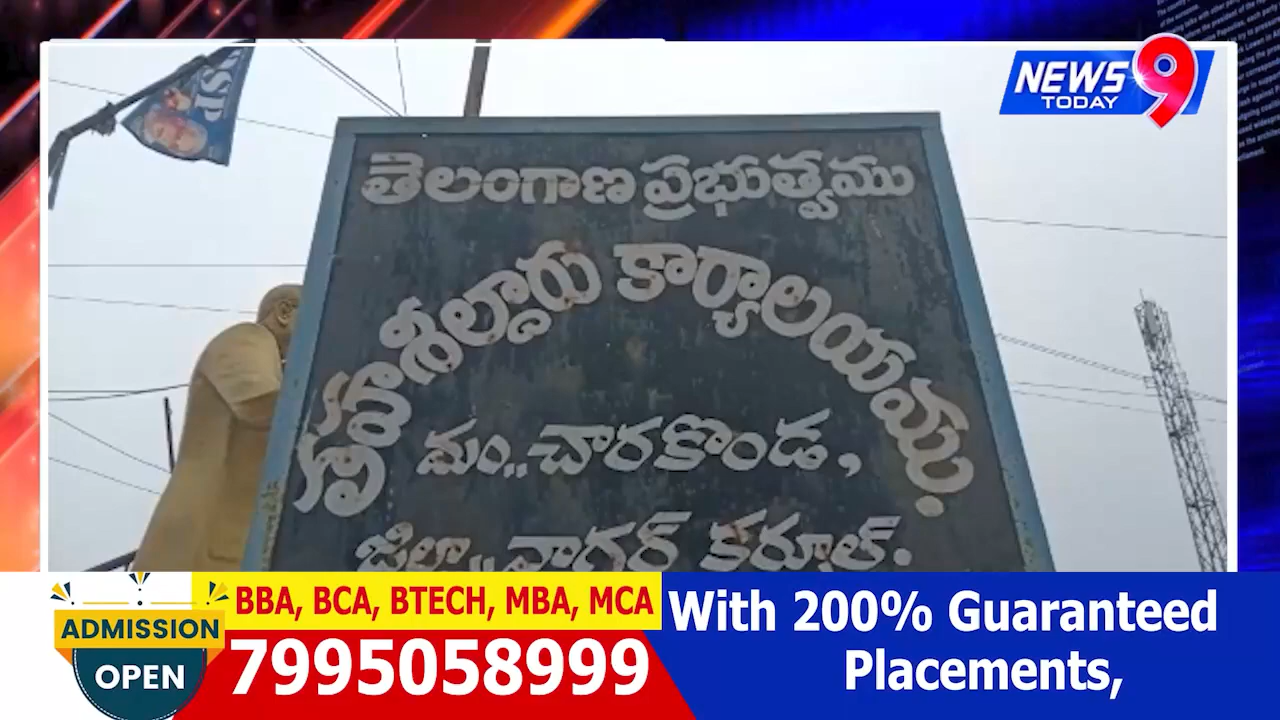 BSP
NEWS 9
TODAY
తెలంగాణ ప్రభుత్వము
తహశీల్దారు కార్యాలయము
మం..చారకొండ,
జిల్లా.. నాగర్ కర్నూల్.
ADMISSION
OPEN
BBA, BCA, BTECH, MBA, MCA
7995058999
With 200% Guaranteed
Placements,